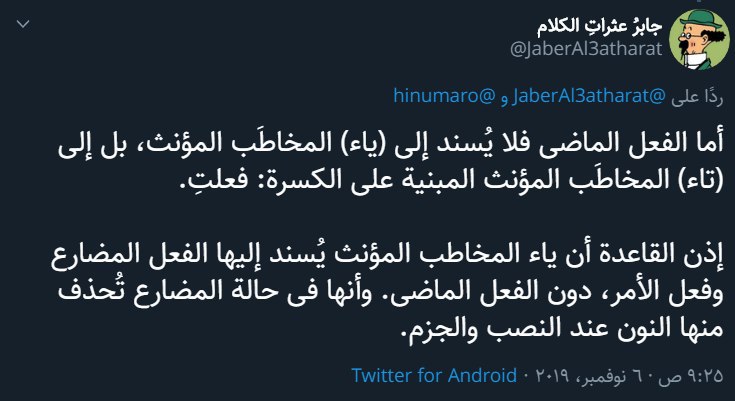 جابرُ عثراتِ الكلام
@JaberAl3atharat
ردًا على @JaberAl3atharat و @hinumaro
أما الفعل الماضى فلا يُسند إلى (ياء) المخاطَب المؤنث، بل إلى
(تاء) المخاطَب المؤنث المبنية على الكسرة: فعلتِ.
إذن القاعدة أن ياء المخاطب المؤنث يُسند إليها الفعل المضارع
وفعل الأمر، دون الفعل الماضى. وأنها فى حالة المضارع تُحذف
منها النون عند النصب والجزم.
٩:٢٥ ص · ٦ نوفمبر، ٢٠١٩ · Twitter for Android